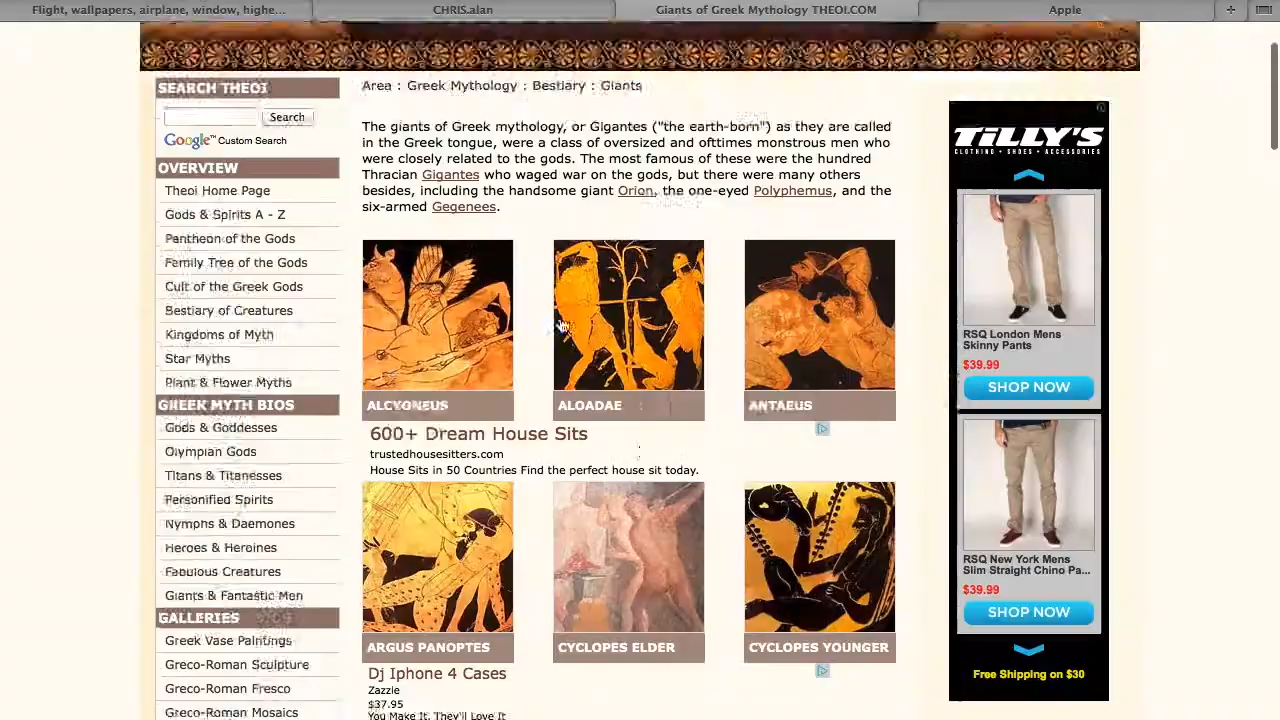 Flight, wallpapers, airplane, window, highe...
CHRIS.alan
Giants of Greek Mythology THEOI.COM
Apple
SEARCH THEOI
Search
Google™ Custom Search
OVERVIEW
Theoi Home Page
Gods & Spirits A - Z
Pantheon of the Gods
Family Tree of the Gods
Cult of the Greek Gods
Bestiary of Creatures
Kingdoms of Myth
Star Myths
Plant & Flower Myths
GREEK MYTH BIOS
Gods & Goddesses
Olympian Gods
Titans & Titanesses
Personified Spirits
Nymphs & Daemones
Heroes & Heroines
Fabulous Creatures
Giants & Fantastic Men
GALLERIES
Greek Vase Paintings
Greco-Roman Sculpture
Greco-Roman Fresco
Greco-Roman Mosaics
Area : Greek Mythology : Bestiary : Giants
The giants of Greek mythology, or Gigantes ("the earth-born") as they are called
in the Greek tongue, were a class of oversized and ofttimes monstrous men who
were closely related to the gods. The most famous of these were the hundred
Thracian Gigantes who waged war on the gods, but there were many others
besides, including the handsome giant Orion, the one-eyed Polyphemus, and the
six-armed Gegenees.
ALCYONEUS
ALOADAE
ANTAEUS
600+ Dream House Sits
trustedhousesitters.com
House Sits in 50 Countries Find the perfect house sit today.
ARGUS PANOPTES
CYCLOPES ELDER
CYCLOPES YOUNGER
Dj Iphone 4 Cases
Zazzle
$37.95
You Make It, They'll Love It
TiLLY'S
CLOTHING • SHOES • ACCESSORIES
RSQ London Mens
Skinny Pants
$39.99
SHOP NOW
RSQ New York Mens
Slim Straight Chino Pa...
$39.99
SHOP NOW
Free Shipping on $30